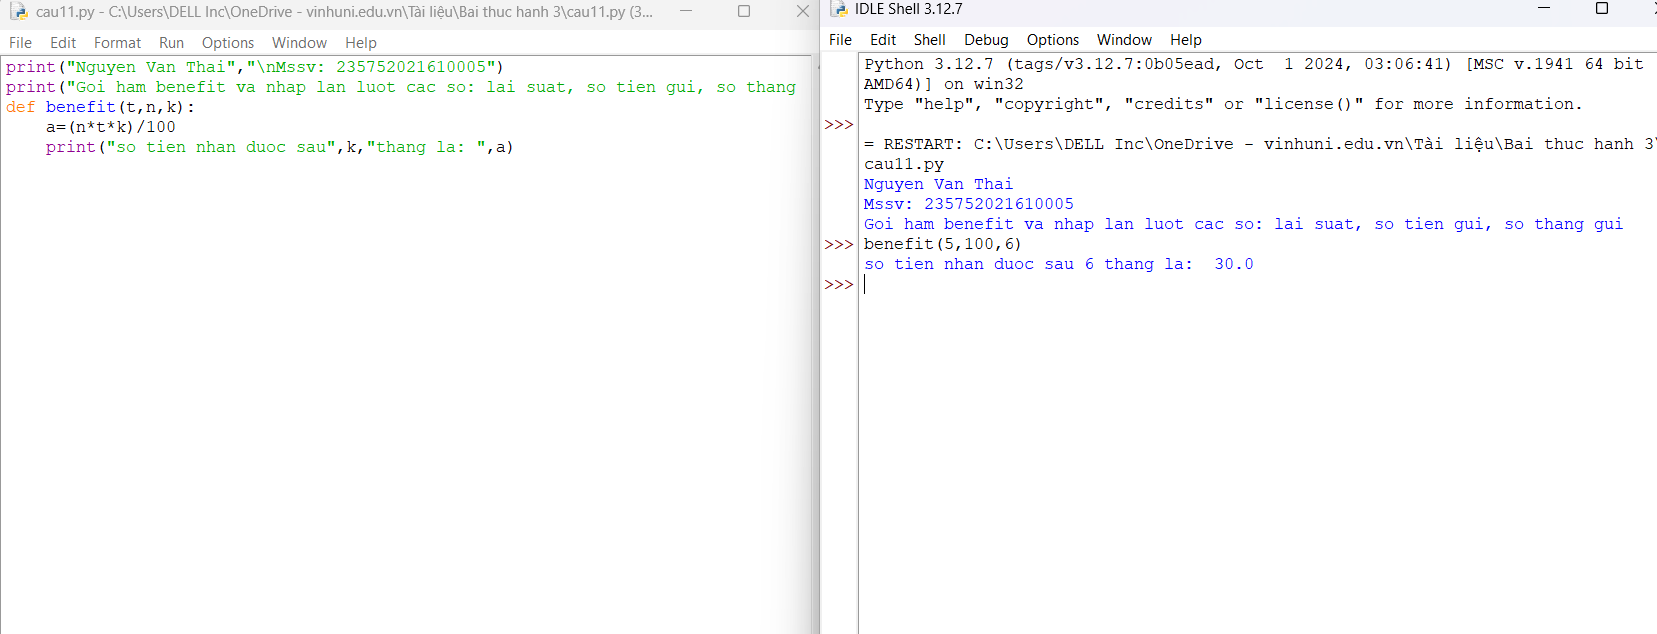 cau11.py - C:\Users\DELL Inc\OneDrive - vinhuni.edu.vn\Tài liệu\Bai thuc hanh 3\cau11.py (3...
File Edit Format Run Options Window Help
print("Nguyen Van Thai","\nMssv: 235752021610005")
print("Goi ham benefit va nhap lan luot cac so: lai suat, so tien gui, so thang
def benefit(t,n,k):
    a=(n*t*k)/100
    print("so tien nhan duoc sau",k,"thang la: ",a)
IDLE Shell 3.12.7
File Edit Shell Debug Options Window Help
Python 3.12.7 (tags/v3.12.7:0b05ead, Oct  1 2024, 03:06:41) [MSC v.1941 64 bit
AMD64)] on win32
Type "help", "copyright", "credits" or "license()" for more information.
>>>
= RESTART: C:\Users\DELL Inc\OneDrive - vinhuni.edu.vn\Tài liệu\Bai thuc hanh 3\
cau11.py
Nguyen Van Thai
Mssv: 235752021610005
Goi ham benefit va nhap lan luot cac so: lai suat, so tien gui, so thang gui
>>> benefit(5,100,6)
so tien nhan duoc sau 6 thang la:  30.0
>>>